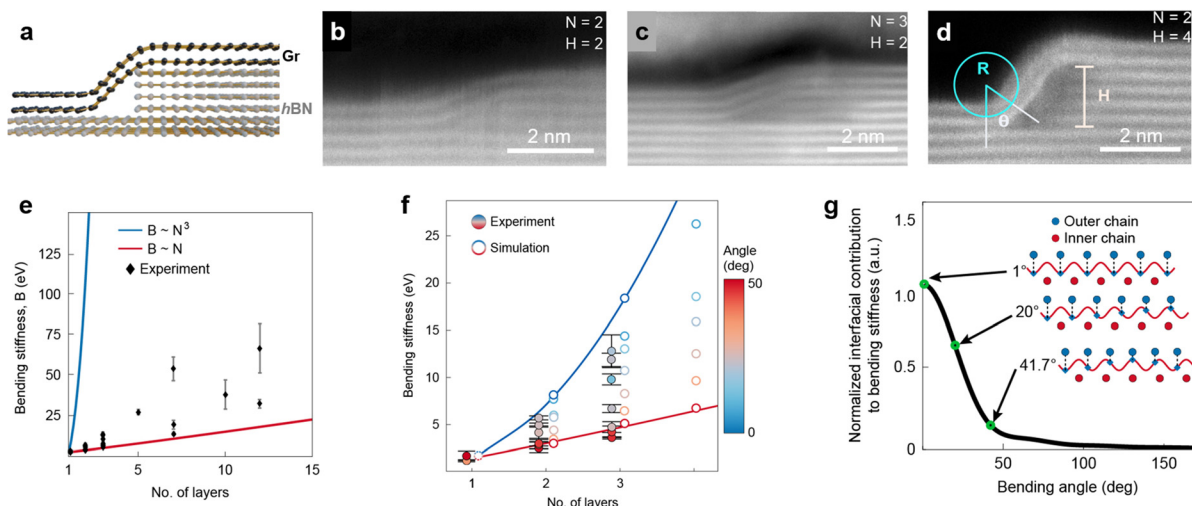 a
Gr
hBN
b
N = 2
H = 2
2 nm
c
N = 3
H = 2
2 nm
d
N = 2
H = 4
R
θ
H
2 nm
e
Bending stiffness, B (eV)
150
125
100
75
50
25
B ~ N³
B ~ N
Experiment
1
5
10
15
No. of layers
f
Bending stiffness (eV)
25
20
15
10
5
0
Experiment
Simulation
Angle
(deg)
50
0
1
2
3
No. of layers
g
Normalized interfacial contribution
to bending stiffness (a.u.)
1.5
1.0
0.5
0
Outer chain
Inner chain
1°
20°
41.7°
50
100
150
Bending angle (deg)